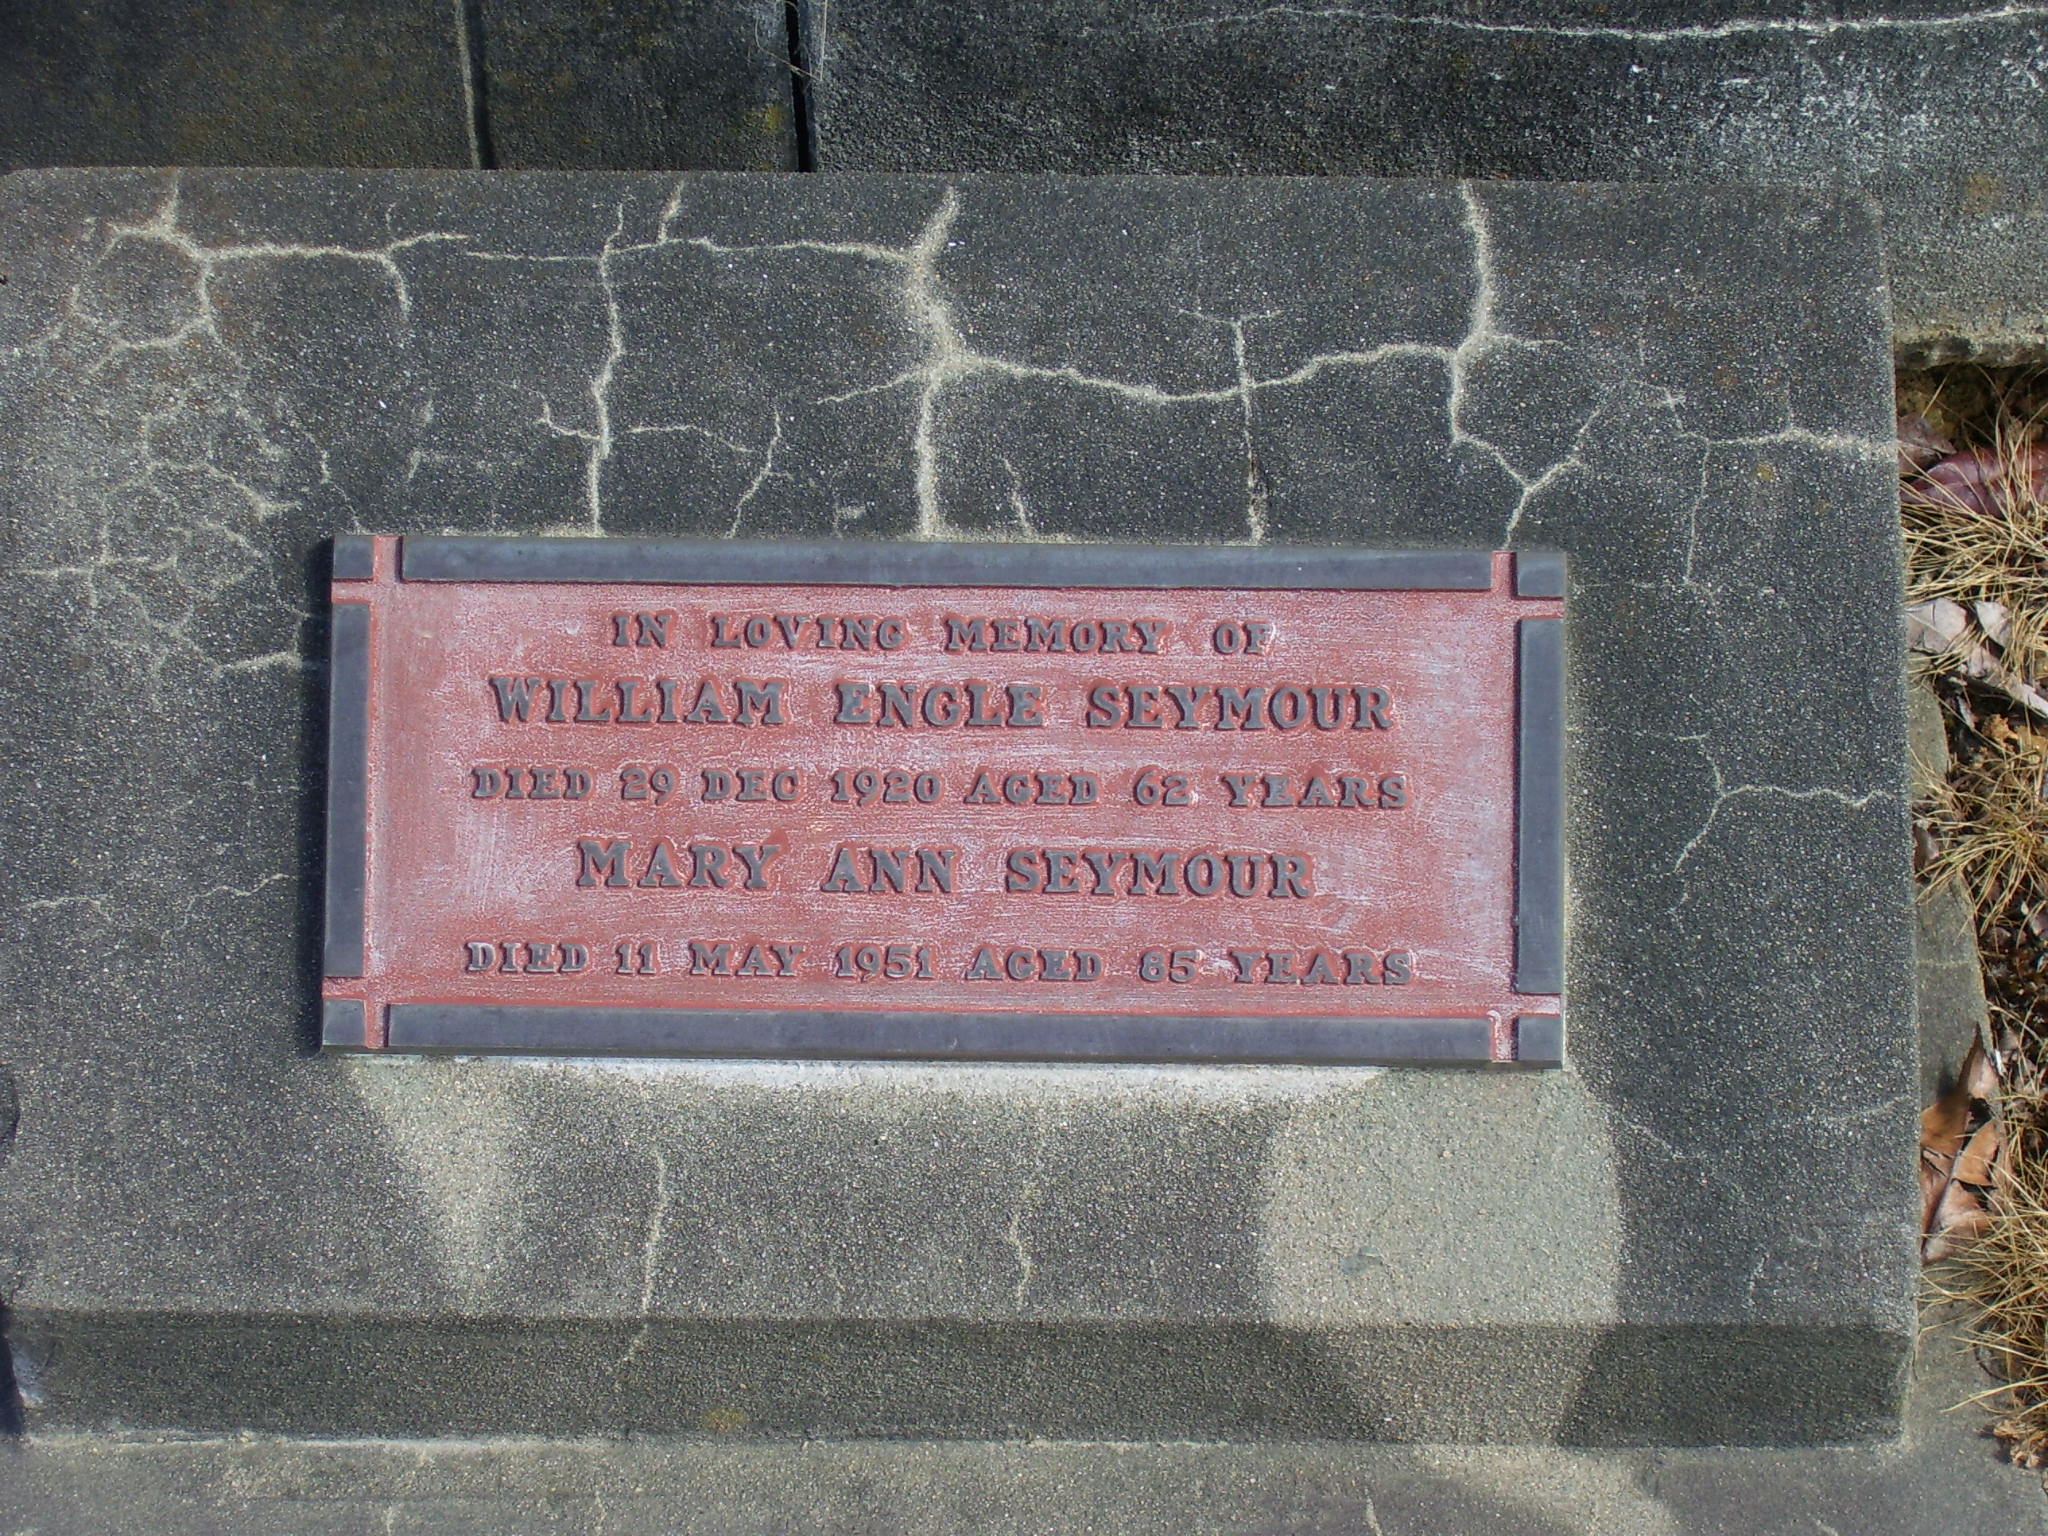 IN LOVING MEMORY OF
WILLIAM ENGLE SEYMOUR
DIED 29 DEC 1920 AGED 62 YEARS
MARY ANN SEYMOUR
DIED 11 MAY 1951 AGED 85 YEARS